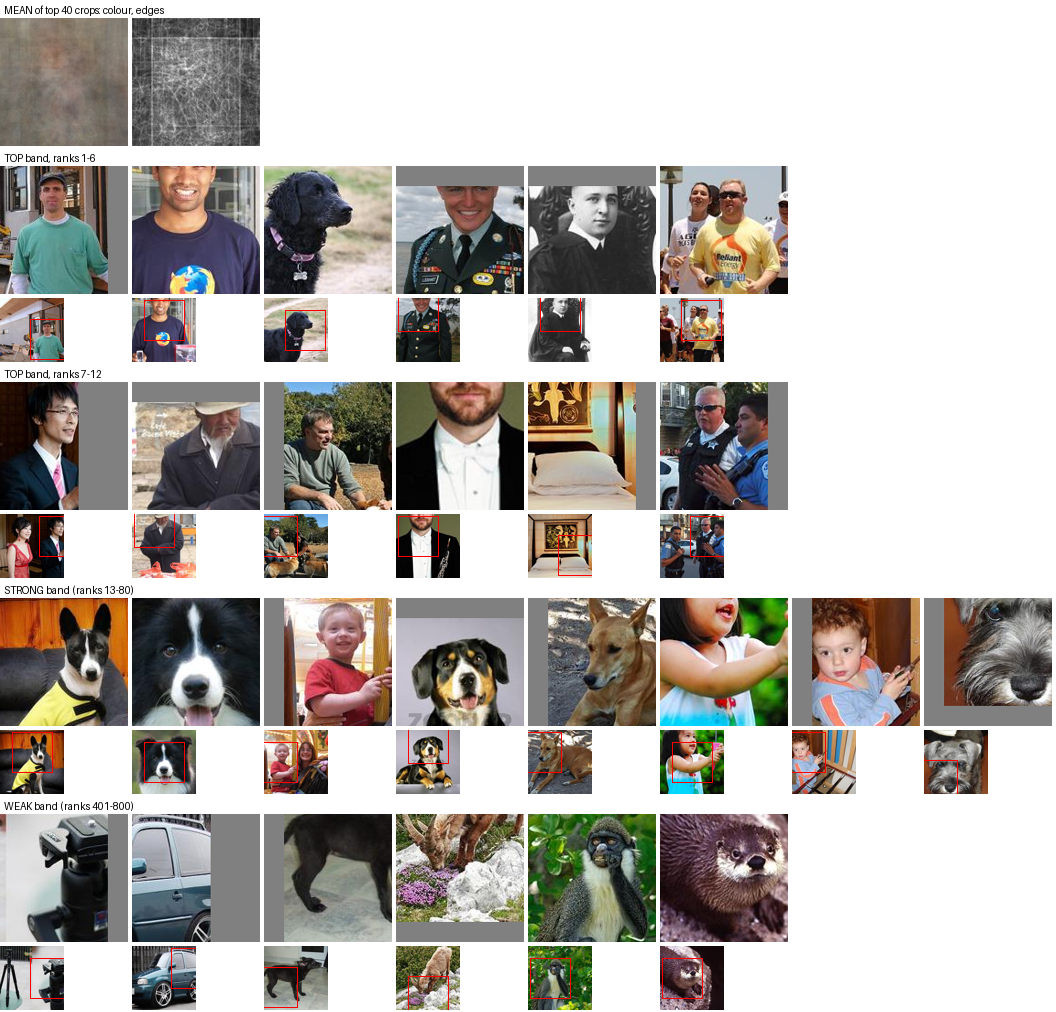 MEAN of top 40 crops: colour, edges
TOP band, ranks 1-6
Reliant
Energy
TOP band, ranks 7-12
STRONG band (ranks 13-80)
WEAK band (ranks 401-800)